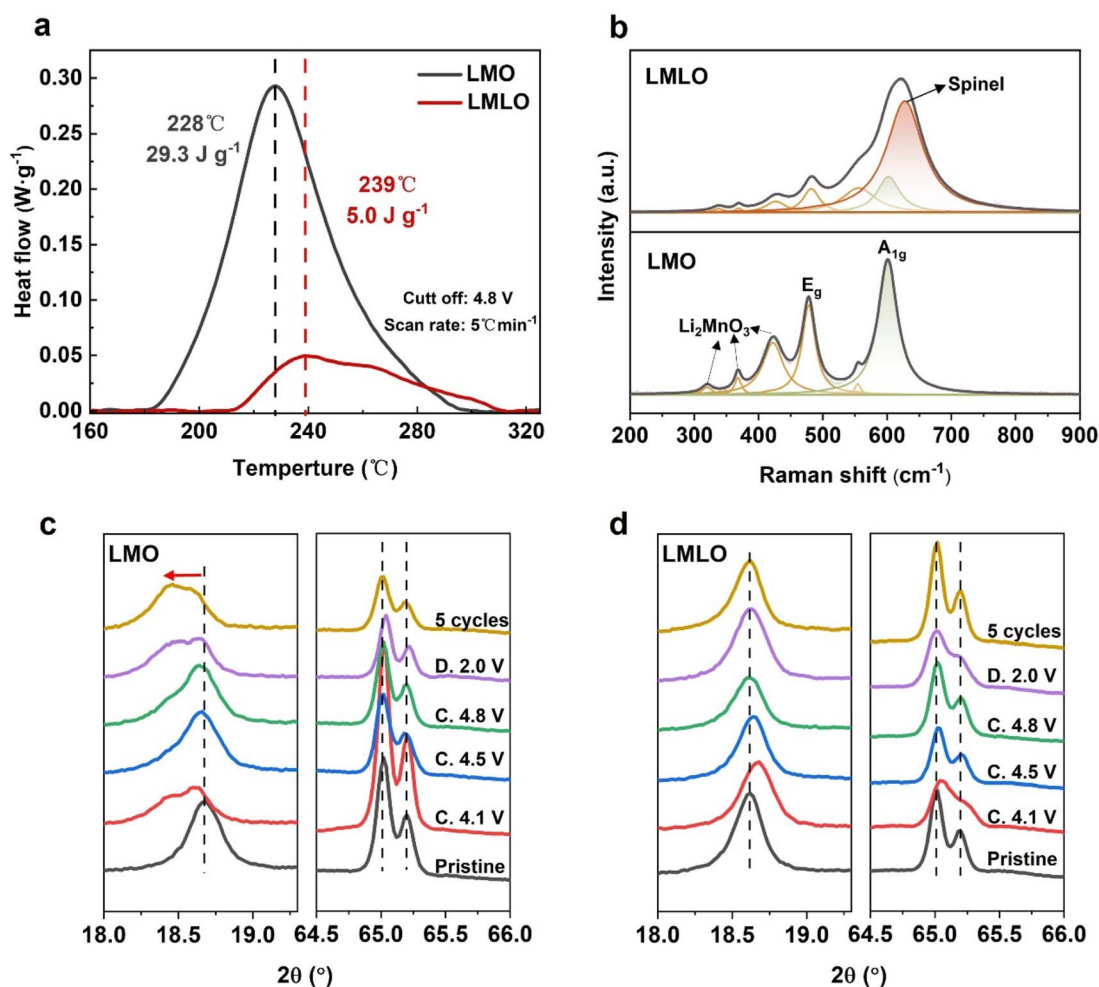 a
LMO
LMLO
228℃
29.3 J g-1
239℃
5.0 J g-1
Cutt off: 4.8 V
Scan rate: 5℃min-1
Heat flow (W·g-1)
0.30
0.25
0.20
0.15
0.10
0.05
0.00
160 200 240 280 320
Temperture (℃)
b
LMLO
Spinel
LMO
Li2MnO3
Eg
A1g
Intensity (a.u.)
200 300 400 500 600 700 800 900
Raman shift (cm-1)
c
LMO
5 cycles
D. 2.0 V
C. 4.8 V
C. 4.5 V
C. 4.1 V
Pristine
18.0 18.5 19.0 64.5 65.0 65.5 66.0
2θ (°)
d
LMLO
5 cycles
D. 2.0 V
C. 4.8 V
C. 4.5 V
C. 4.1 V
Pristine
18.0 18.5 19.0 64.5 65.0 65.5 66.0
2θ (°)